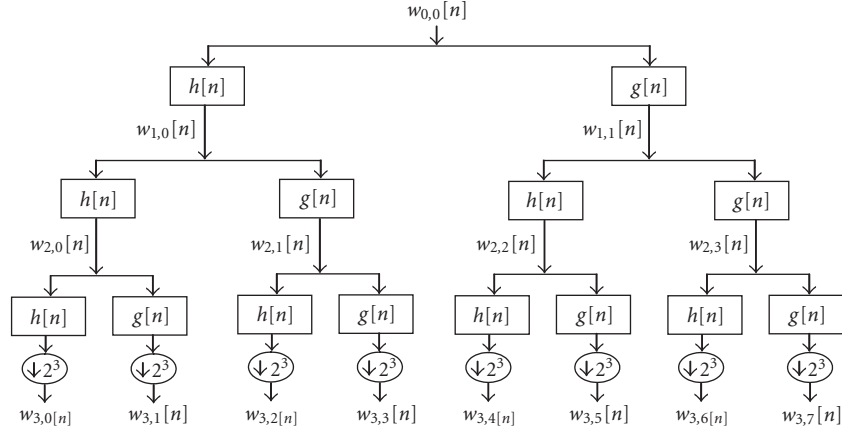 w0,0[n]
h[n] g[n]
w1,0[n] w1,1[n]
h[n] g[n] h[n] g[n]
w2,0[n] w2,1[n] w2,2[n] w2,3[n]
h[n] g[n] h[n] g[n] h[n] g[n] h[n] g[n]
↓2³ ↓2³ ↓2³ ↓2³ ↓2³ ↓2³ ↓2³ ↓2³
w3,0[n] w3,1[n] w3,2[n] w3,3[n] w3,4[n] w3,5[n] w3,6[n] w3,7[n]